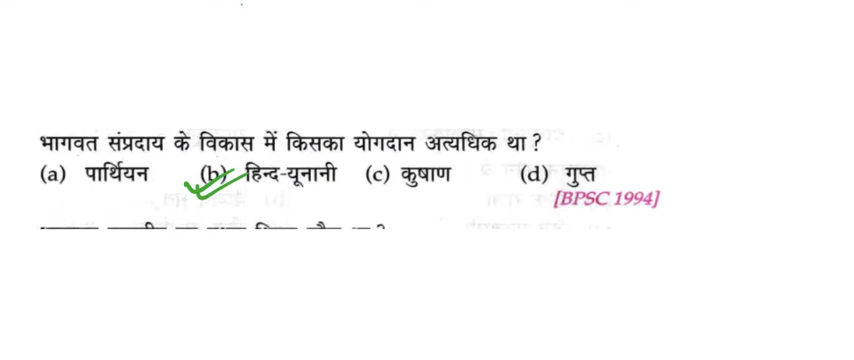 भागवत संप्रदाय के विकास में किसका योगदान अत्यधिक था ?
(a) पार्थियन (b) हिन्द-यूनानी (c) कुषाण (d) गुप्त
[BPSC 1994]